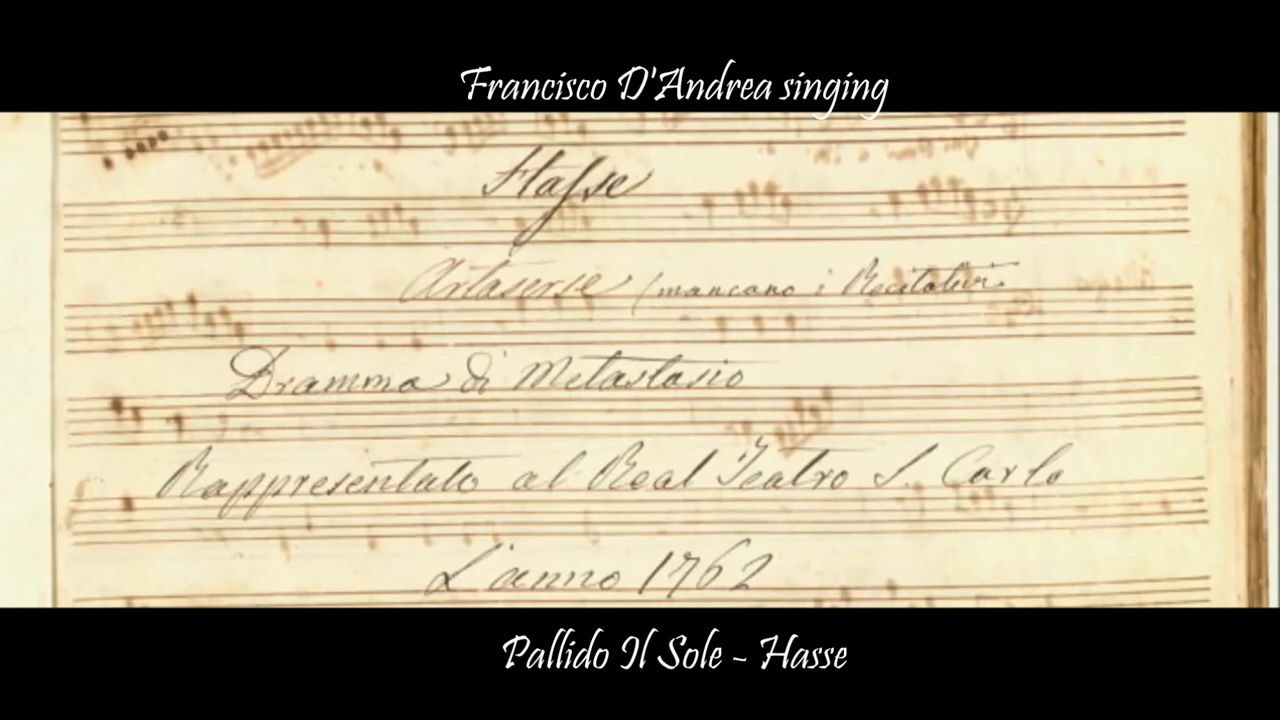 Francisco D'Andrea singing
Hasse
Artaserse (mancano i Recitativi
Dramma di Metastasio
Rappresentato al Real Teatro S. Carlo
L'anno 1762
Pallido Il Sole - Hasse